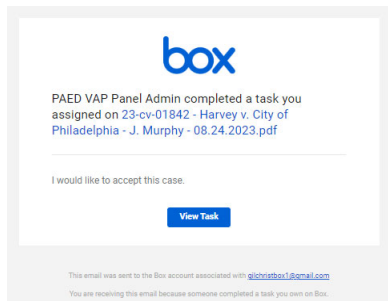 box
PAED VAP Panel Admin completed a task you
assigned on 23-cv-01842 - Harvey v. City of
Philadelphia - J. Murphy - 08.24.2023.pdf
I would like to accept this case.
View Task
This email was sent to the Box account associated with gilchristbox1@gmail.com
You are receiving this email because someone completed a task you own on Box.